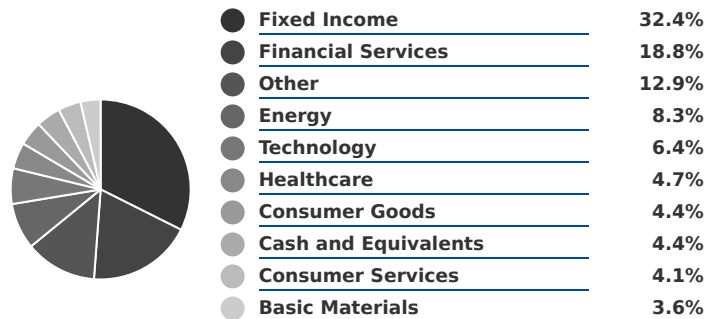 Fixed Income 32.4%
Financial Services 18.8%
Other 12.9%
Energy 8.3%
Technology 6.4%
Healthcare 4.7%
Consumer Goods 4.4%
Cash and Equivalents 4.4%
Consumer Services 4.1%
Basic Materials 3.6%